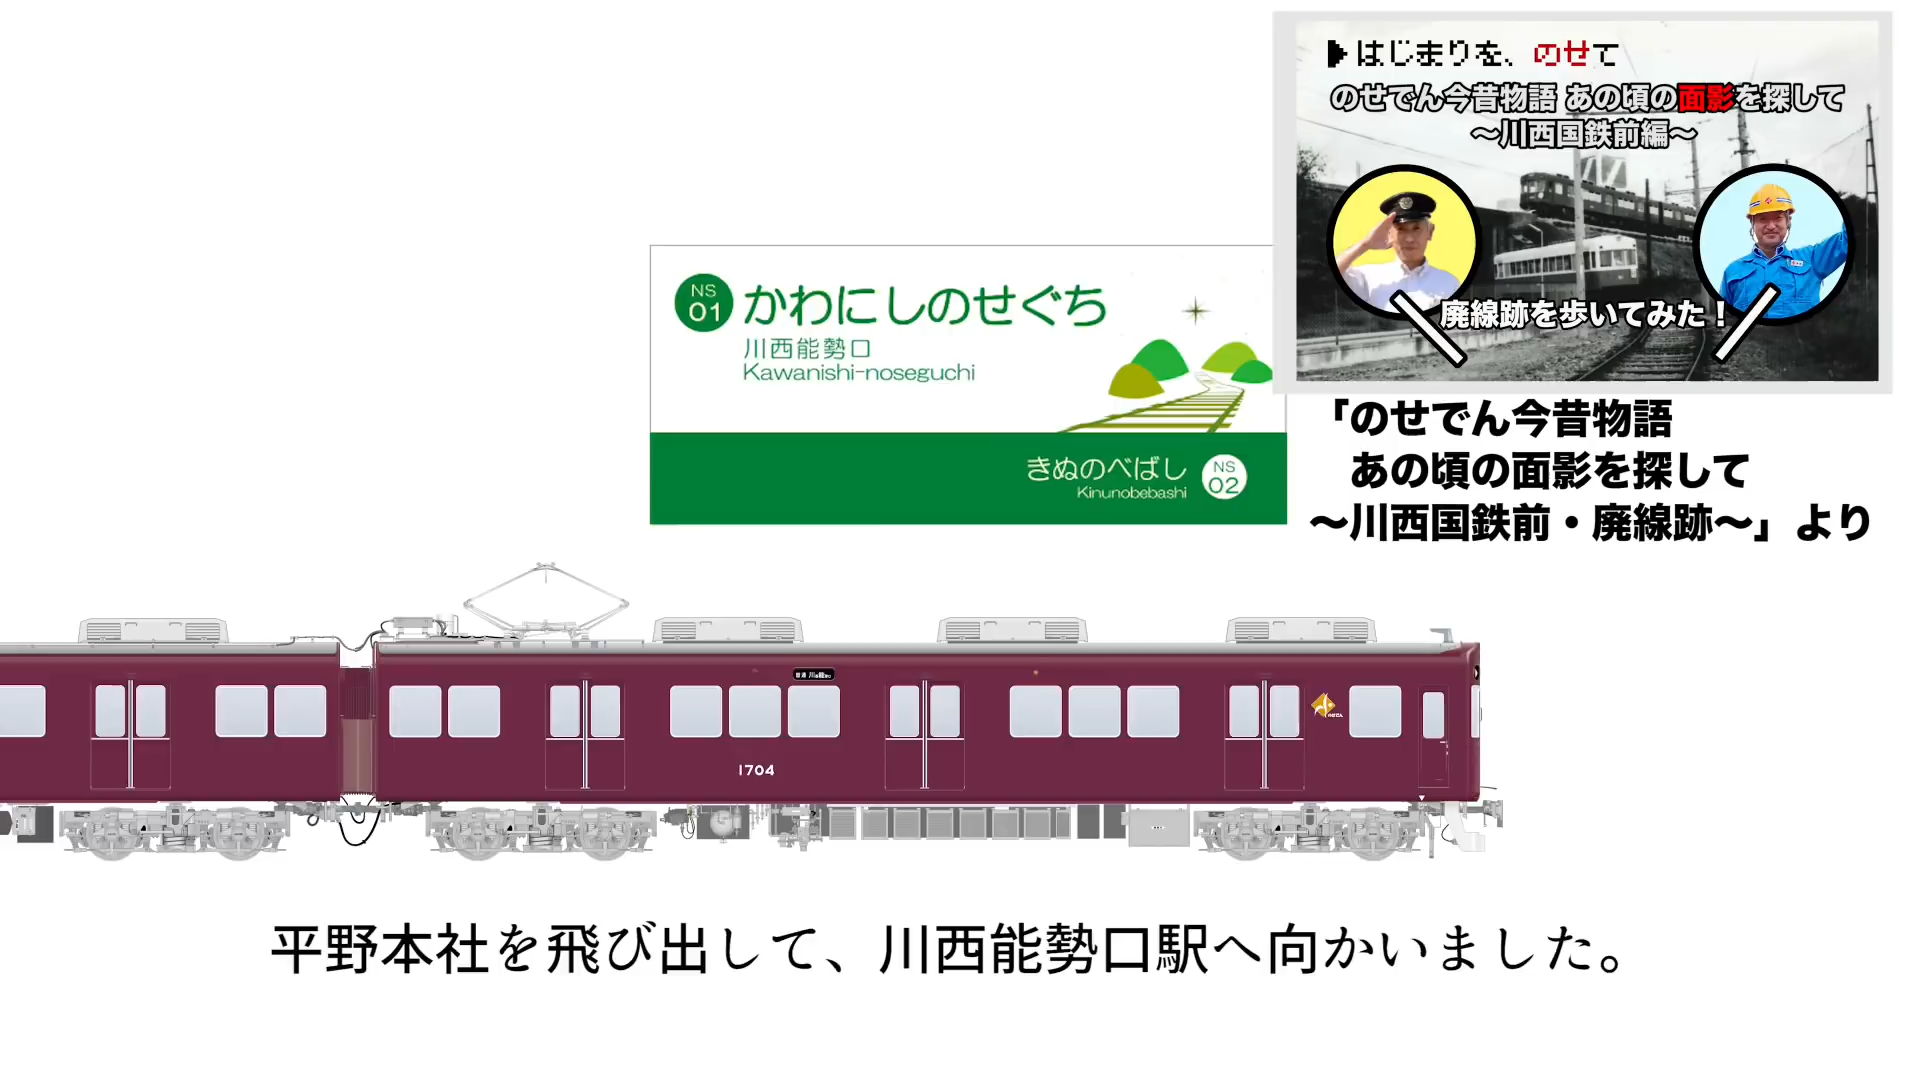 はじまりを、のせて
のせでん今昔物語 あの頃の面影を探して
～川西国鉄前編～
廃線跡を歩いてみた！
NS
01
かわにしのせぐち
川西能勢口
Kawanishi-noseguchi
きぬのべばし
Kinunobebashi
NS
02
「のせでん今昔物語
あの頃の面影を探して
～川西国鉄前・廃線跡～」より
1704
平野本社を飛び出して、川西能勢口駅へ向かいました。